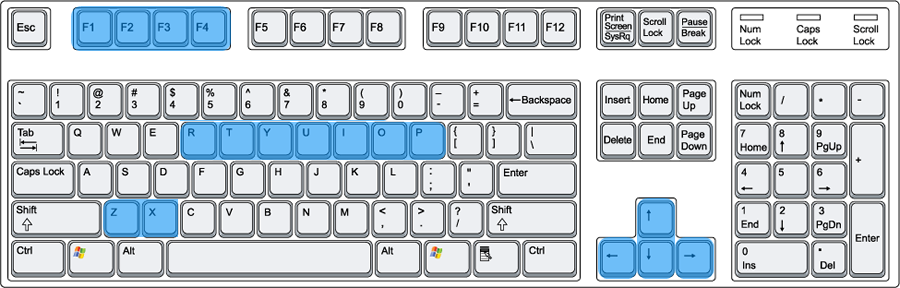 Esc F1 F2 F3 F4 F5 F6 F7 F8 F9 F10 F11 F12 Print Screen SysRq Scroll Lock Pause Break Num Lock Caps Lock Scroll Lock
~ ` ! 1 @ 2 # 3 $ 4 % 5 ^ 6 & 7 * 8 ( 9 ) 0 – - + = ←Backspace Insert Home Page Up Num Lock / * -
Tab Q W E R T Y U I O P { [ } ] | \ Delete End Page Down 7 Home 8 ↑ 9 PgUp +
Caps Lock A S D F G H J K L : ; " , Enter 4 ← 5 6 →
Shift Z X C V B N M < , > . ? / Shift ↑ 1 End 2 ↓ 3 PgDn Enter
Ctrl Alt Alt Ctrl ← ↓ → 0 Ins . Del